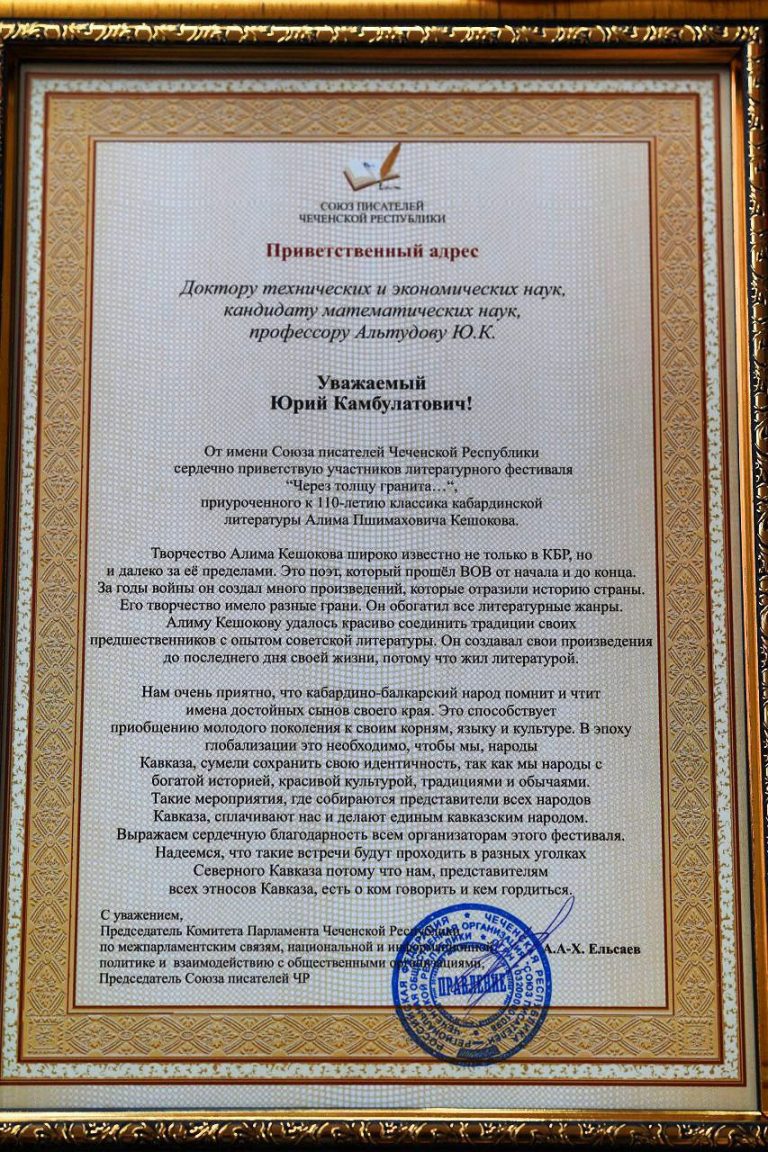 СОЮЗ ПИСАТЕЛЕЙ
ЧЕЧЕНСКОЙ РЕСПУБЛИКИ
Приветственный адрес
Доктору технических и экономических наук,
кандидату математических наук,
профессору Альтудову Ю.К.
Уважаемый
Юрий Камбулатович!
От имени Союза писателей Чеченской Республики
сердечно приветствую участников литературного фестиваля
“Через толщу гранита…“,
приуроченного к 110-летию классика кабардинской
литературы Алима Пшимаховича Кешокова.
Творчество Алима Кешокова широко известно не только в КБР, но
и далеко за её пределами. Это поэт, который прошёл ВОВ от начала и до конца.
За годы войны он создал много произведений, которые отразили историю страны.
Его творчество имело разные грани. Он обогатил все литературные жанры.
Алиму Кешокову удалось красиво соединить традиции своих
предшественников с опытом советской литературы. Он создавал свои произведения
до последнего дня своей жизни, потому что жил литературой.
Нам очень приятно, что кабардино-балкарский народ помнит и чтит
имена достойных сынов своего края. Это способствует
приобщению молодого поколения к своим корням, языку и культуре. В эпоху
глобализации это необходимо, чтобы мы, народы
Кавказа, сумели сохранить свою идентичность, так как мы народы с
богатой историей, красивой культурой, традициями и обычаями.
Такие мероприятия, где собираются представители всех народов
Кавказа, сплачивают нас и делают единым кавказским народом.
Выражаем сердечную благодарность всем организаторам этого фестиваля.
Надеемся, что такие встречи будут проходить в разных уголках
Северного Кавказа потому что нам, представителям
всех этносов Кавказа, есть о ком говорить и кем гордиться.
С уважением,
Председатель Комитета Парламента Чеченской Республики
по межпарламентским связям, национальной и информационной
политике и взаимодействию с общественными организациями,
Председатель Союза писателей ЧР
А.А-Х. Ельсаев
РОССИЙСКАЯ ФЕДЕРАЦИЯ ★ ЧЕЧЕНСКАЯ РЕСПУБЛИКА
ПРАВЛЕНИЕ